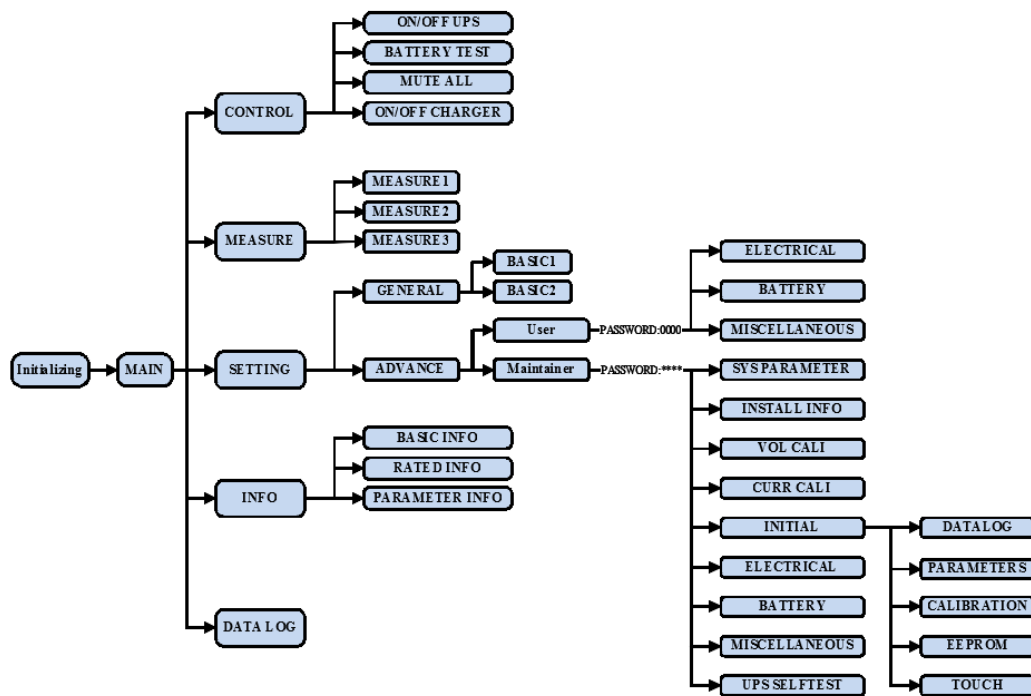 ON/OFF UPS
BATTERY TEST
MUTE ALL
CONTROL
ON/OFF CHARGER
MEASURE1
MEASURE2
MEASURE
MEASURE3
ELECTRICAL
BASIC1
GENERAL
BASIC2
BATTERY
User
PASSWORD:0000
MISCELLANEOUS
Initializing
MAIN
SETTING
ADVANCE
Maintainer
PASSWORD:****
SYS PARAMETER
INSTALL INFO
BASIC INFO
VOL CALI
RATED INFO
CURR CALI
INFO
PARAMETER INFO
INITIAL
DATALOG
ELECTRICAL
PARAMETERS
BATTERY
CALIBRATION
DATA LOG
MISCELLANEOUS
EEPROM
UPS SELFTEST
TOUCH